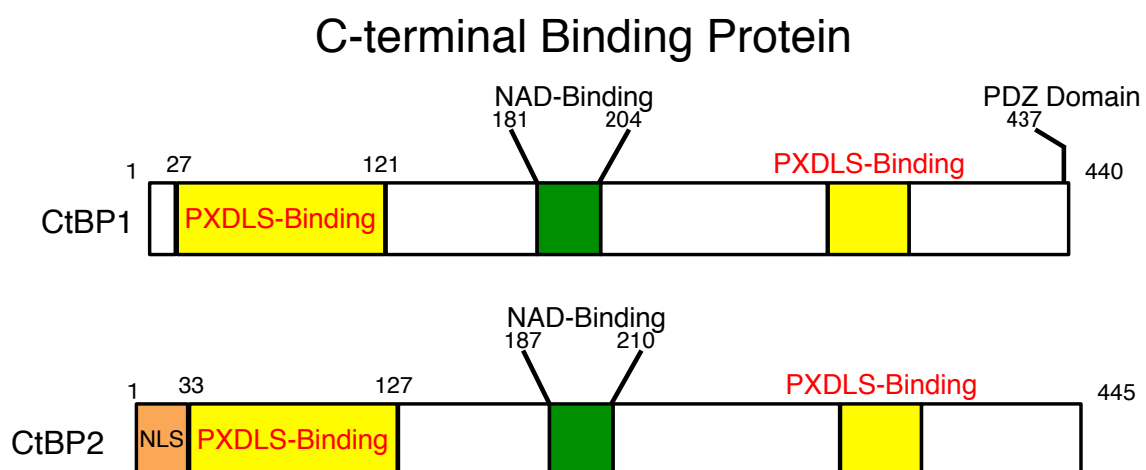 C-terminal Binding Protein
NAD-Binding
PDZ Domain
181
204
437
1
27
121
PXDLS-Binding
440
CtBP1
PXDLS-Binding
NAD-Binding
187
210
1
33
127
PXDLS-Binding
445
CtBP2
NLS
PXDLS-Binding